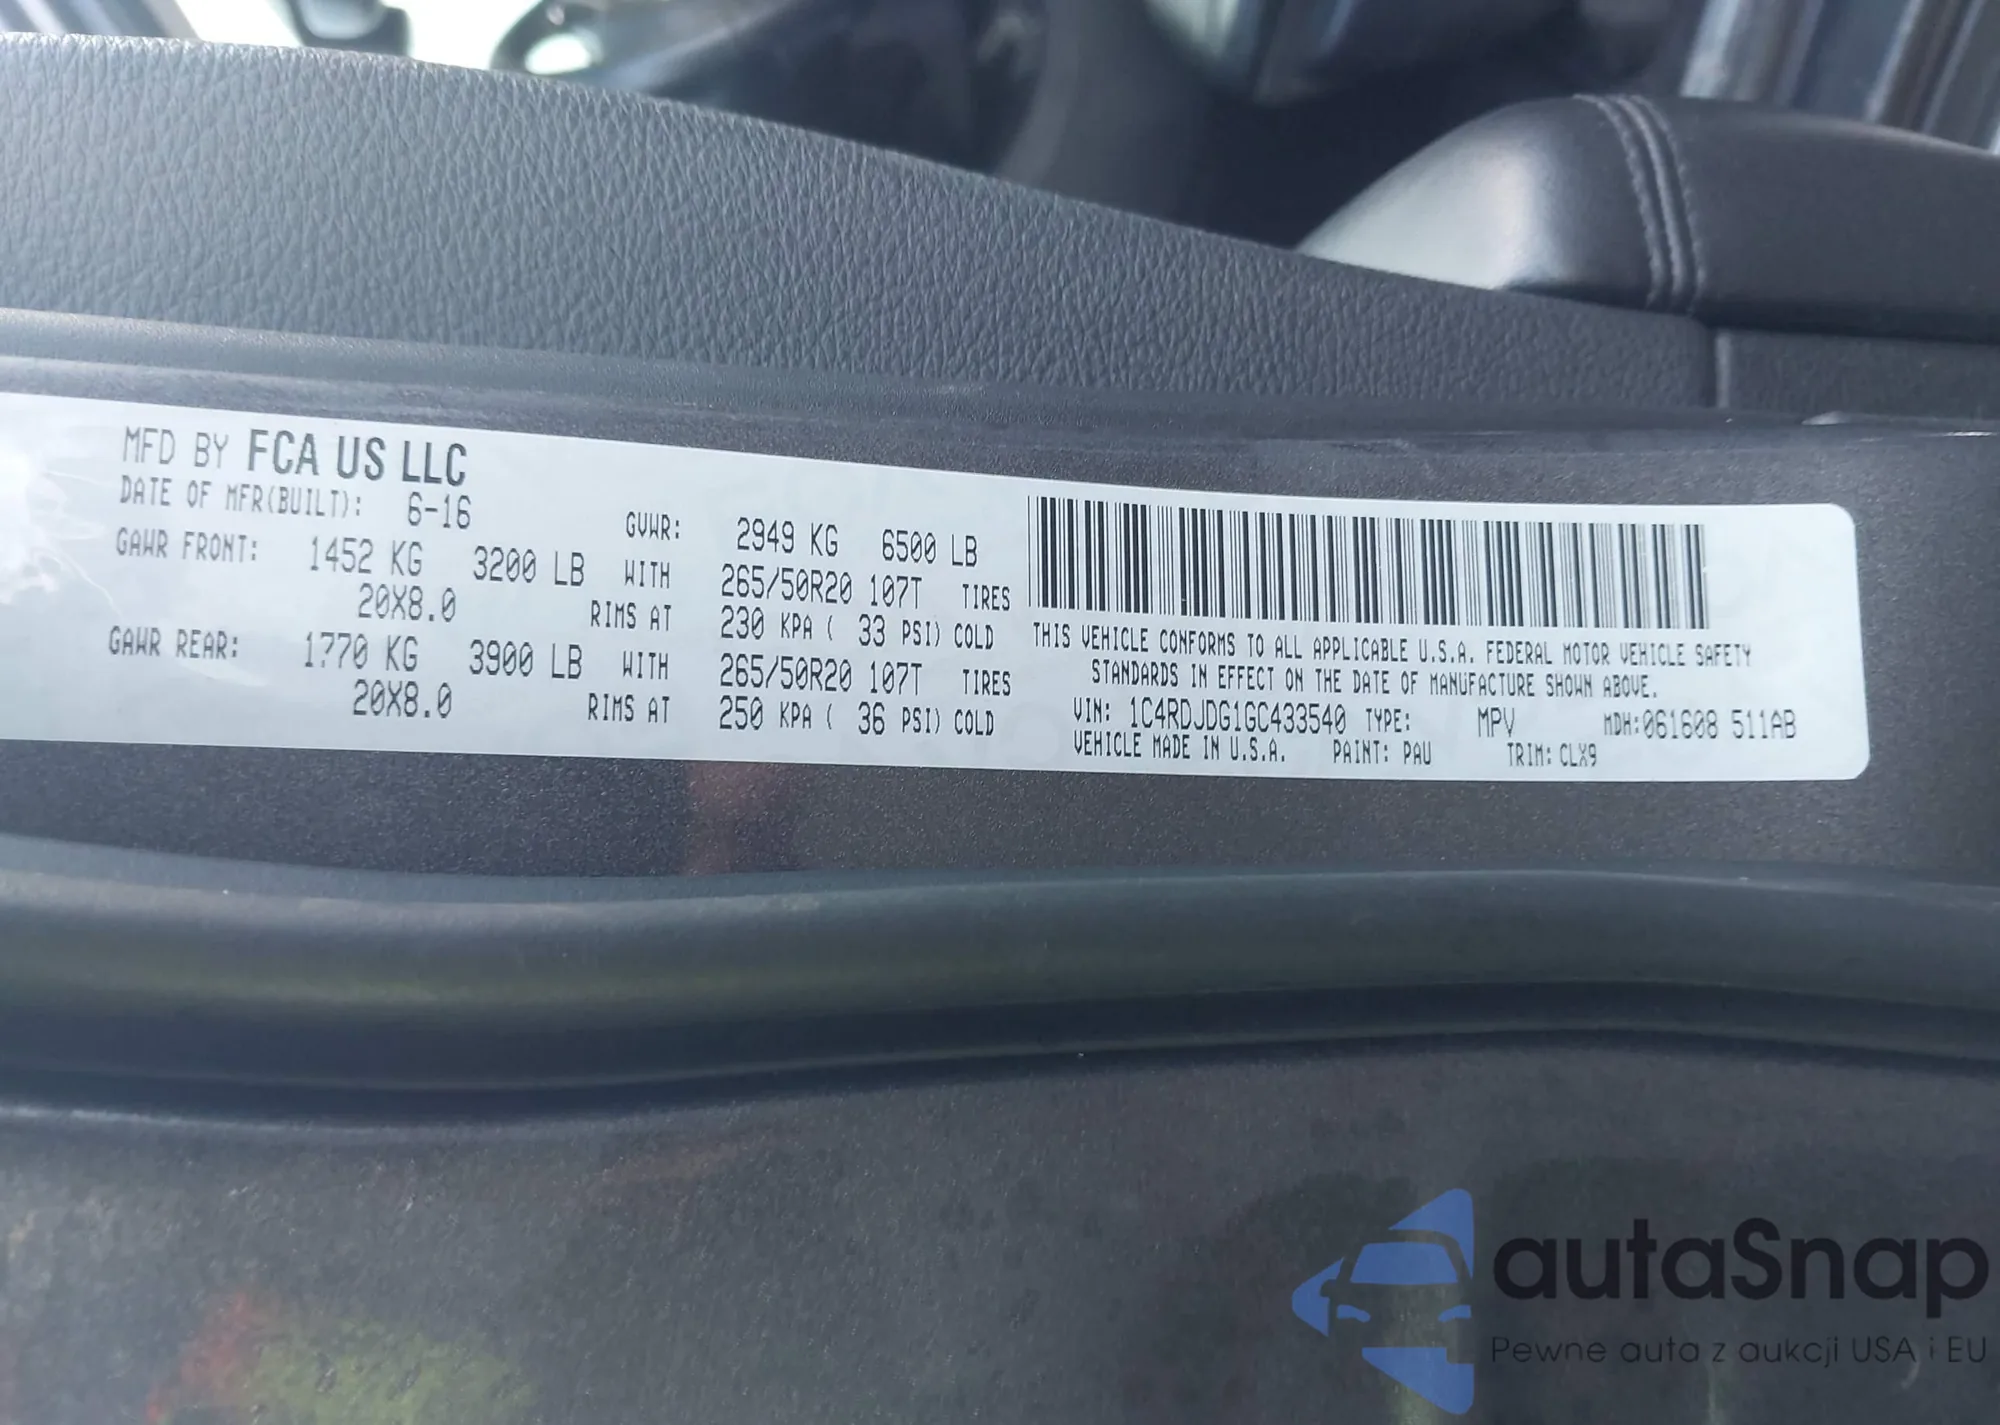 MFD BY FCA US LLC
DATE OF MFR(BUILT): 6-16 GVWR: 2949 KG 6500 LB
GAWR FRONT: 1452 KG 3200 LB WITH 265/50R20 107T TIRES
20X8.0 RIMS AT 230 KPA ( 33 PSI) COLD
GAWR REAR: 1770 KG 3900 LB WITH 265/50R20 107T TIRES
20X8.0 RIMS AT 250 KPA ( 36 PSI) COLD
THIS VEHICLE CONFORMS TO ALL APPLICABLE U.S.A. FEDERAL MOTOR VEHICLE SAFETY
STANDARDS IN EFFECT ON THE DATE OF MANUFACTURE SHOWN ABOVE.
VIN: 1C4RDJDG1GC433540 TYPE: MPV MDH:061608 511AB
VEHICLE MADE IN U.S.A. PAINT: PAU TRIM: CLX9
autaSnap
Pewne auta z aukcji USA i EU